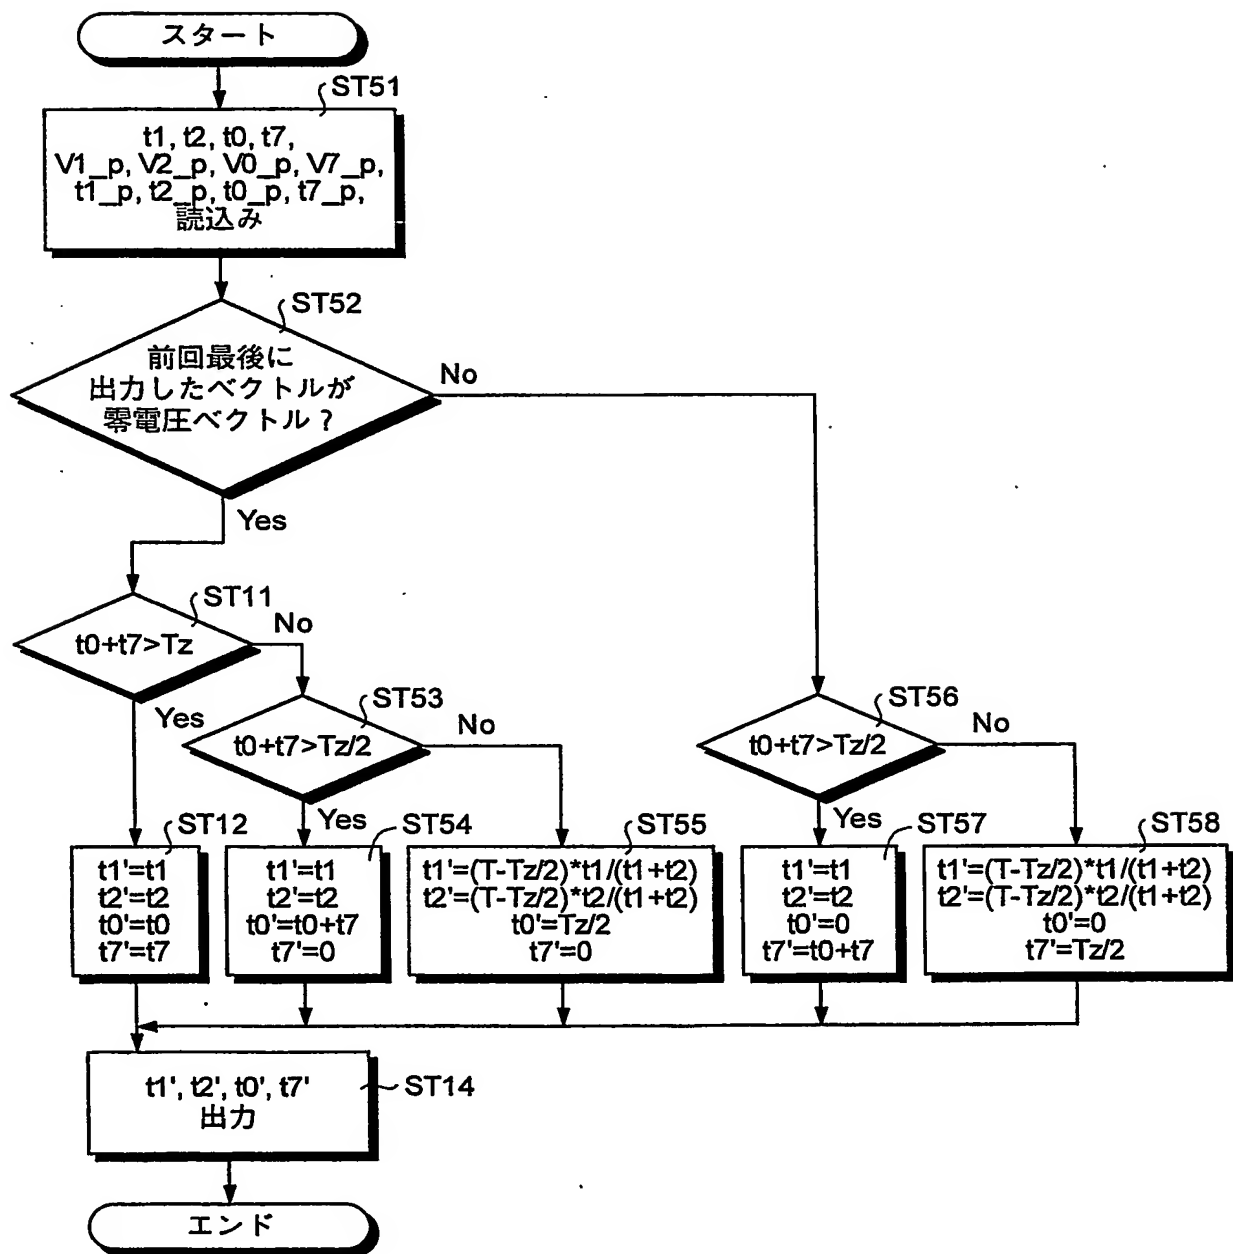 スタート
ST51
t1, t2, t0, t7,
V1_p, V2_p, V0_p, V7_p,
t1_p, t2_p, t0_p, t7_p,
読込み
ST52
前回最後に
出力したベクトルが
零電圧ベクトル？
No
Yes
ST11
t0+t7>Tz
No
Yes
ST53
t0+t7>Tz/2
No
Yes
ST56
t0+t7>Tz/2
No
Yes
ST12
t1'=t1
t2'=t2
t0'=t0
t7'=t7
ST54
t1'=t1
t2'=t2
t0'=t0+t7
t7'=0
ST55
t1'=(T-Tz/2)*t1/(t1+t2)
t2'=(T-Tz/2)*t2/(t1+t2)
t0'=Tz/2
t7'=0
ST57
t1'=t1
t2'=t2
t0'=0
t7'=t0+t7
ST58
t1'=(T-Tz/2)*t1/(t1+t2)
t2'=(T-Tz/2)*t2/(t1+t2)
t0'=0
t7'=Tz/2
t1', t2', t0', t7'
出力
ST14
エンド